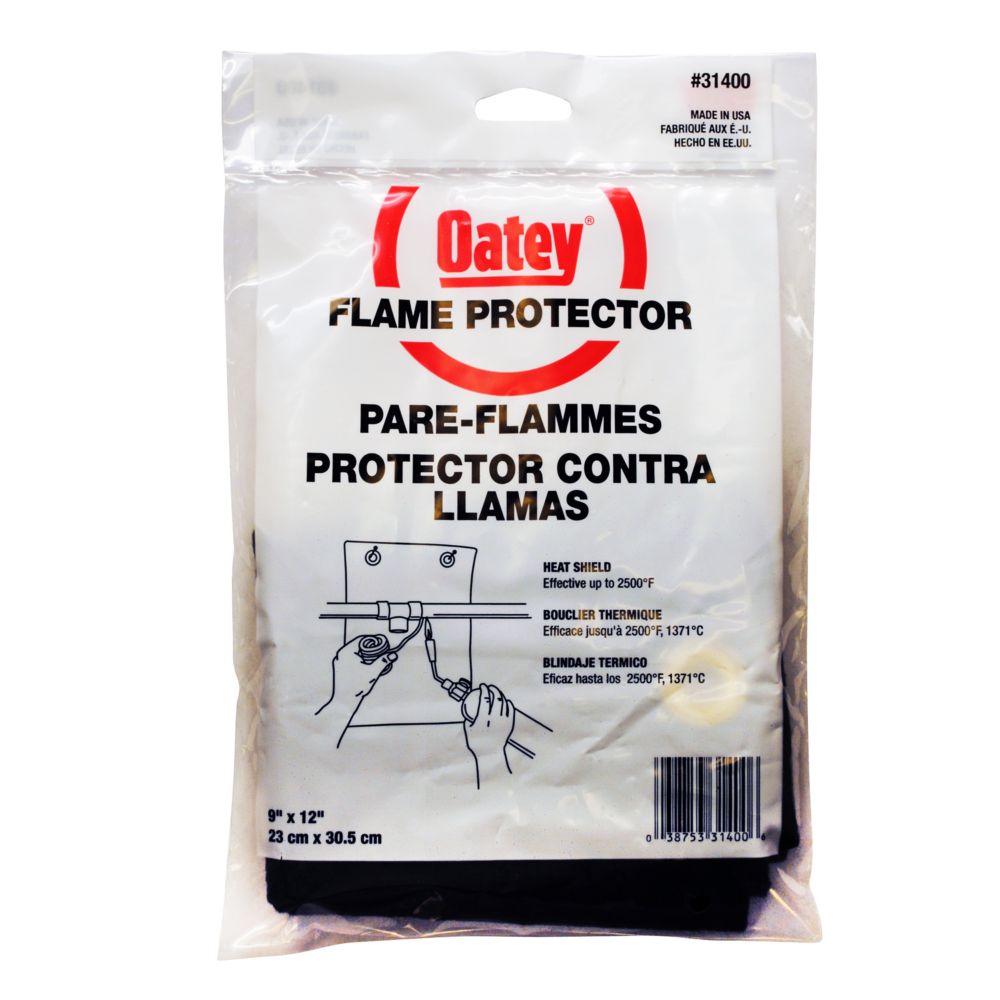 #31400
MADE IN USA
FABRIQUÉ AUX É.-U.
HECHO EN EE.UU.
Oatey®
FLAME PROTECTOR
PARE-FLAMMES
PROTECTOR CONTRA
LLAMAS
HEAT SHIELD
Effective up to 2500°F
BOUCLIER THERMIQUE
Efficace jusqu'à 2500°F, 1371°C
BLINDAJE TERMICO
Eficaz hasta los 2500°F, 1371°C
9" x 12"
23 cm x 30.5 cm
0 38753 31400 6